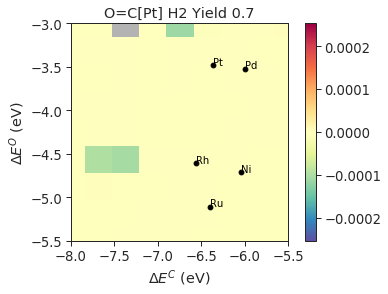 O=C[Pt] H2 Yield 0.7
−3.0
−3.5
−4.0
−4.5
−5.0
−5.5
ΔE^O (eV)
Pt
Pd
Rh
Ni
Ru
−8.0 −7.5 −7.0 −6.5 −6.0 −5.5
ΔE^C (eV)
0.0002
0.0001
0.0000
−0.0001
−0.0002